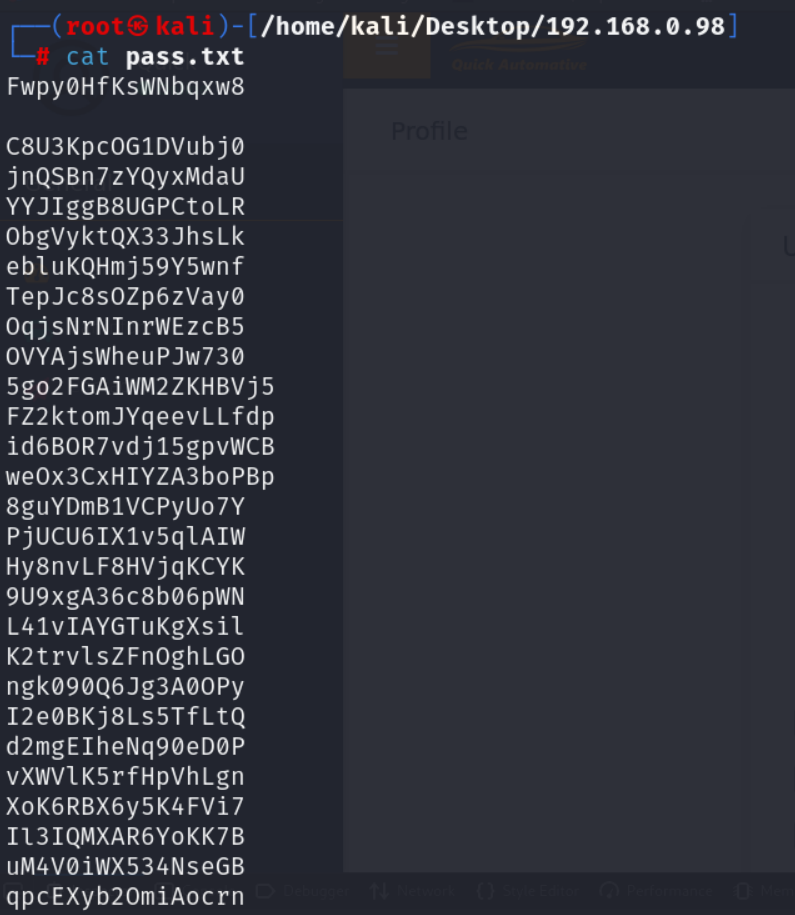 ┌──(root㉿kali)-[/home/kali/Desktop/192.168.0.98]
└─# cat pass.txt
Fwpy0HfKsWNbqxw8

C8U3KpcOG1DVubj0
jnQSBn7zYQyxMdaU
YYJIggB8UGPCtoLR
ObgVyktQX33JhsLk
ebluKQHmj59Y5wnf
TepJc8sOZp6zVay0
OqjsNrNInrWEzcB5
OVYAjsWheuPJw730
5go2FGAiWM2ZKHBVj5
FZ2ktomJYqeevLLfdp
id6BOR7vdj15gpvWCB
weOx3CxHIYZA3boPBp
8guYDmB1VCPyUo7Y
PjUCU6IX1v5qlAIW
Hy8nvLF8HVjqKCYK
9U9xgA36c8b06pWN
L41vIAYGTuKgXsil
K2trvlsZFnOghLGO
ngk090Q6Jg3A0OPy
I2e0BKj8Ls5TfLtQ
d2mgEIheNq90eD0P
vXWVlK5rfHpVhLgn
XoK6RBX6y5K4FVi7
Il3IQMXAR6YoKK7B
uM4V0iWX534NseGB
qpcEXyb2OmiAocrn
Quick Automative
Profile
Debugger
Network
Style Editor
Performance